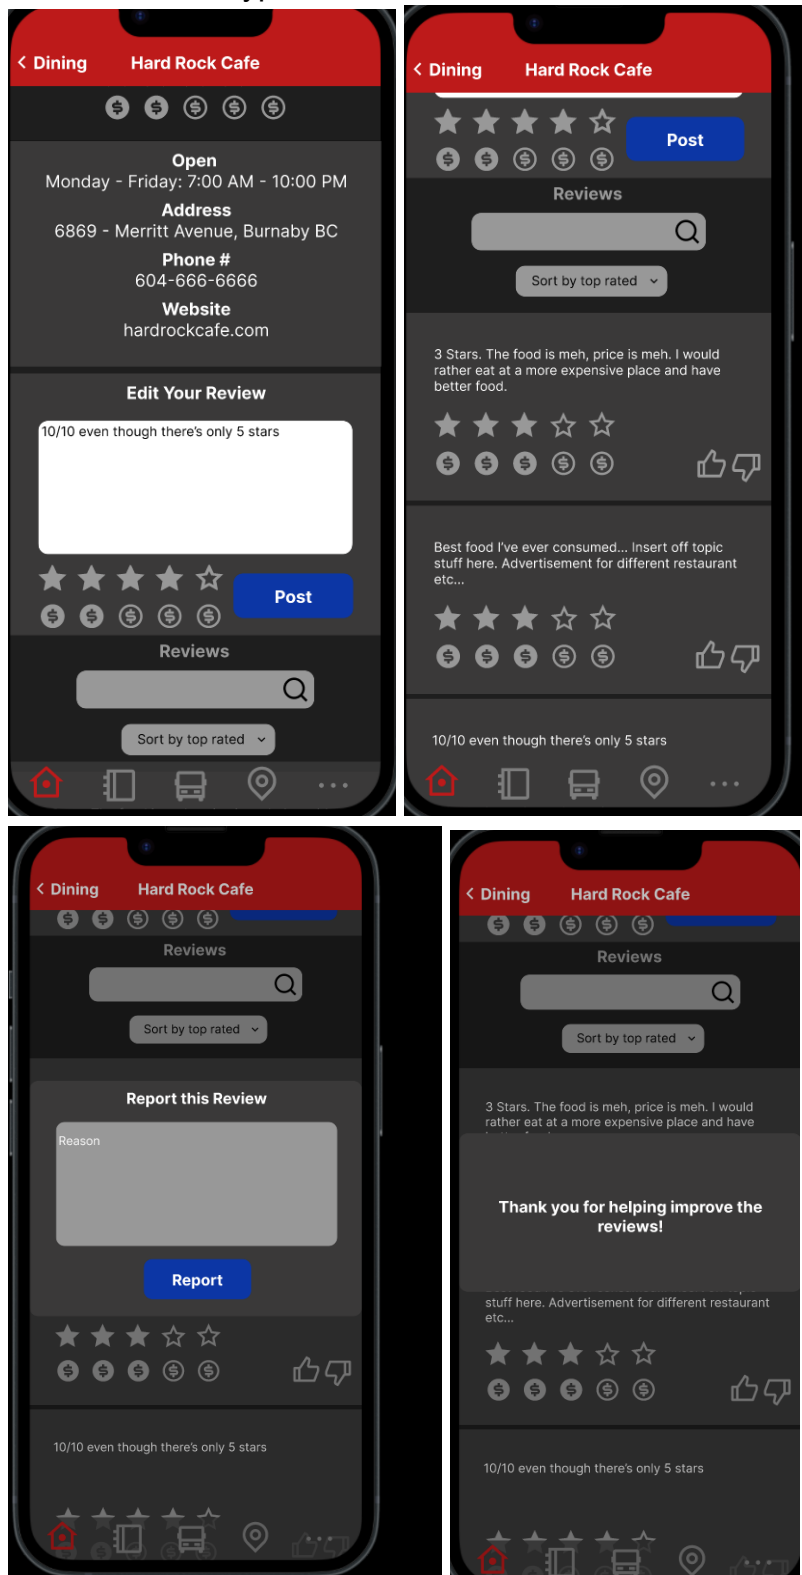 < Dining Hard Rock Cafe
Open
Monday - Friday: 7:00 AM - 10:00 PM
Address
6869 - Merritt Avenue, Burnaby BC
Phone #
604-666-6666
Website
hardrockcafe.com
Edit Your Review
10/10 even though there's only 5 stars
Post
Reviews
Sort by top rated
< Dining Hard Rock Cafe
Post
Reviews
Sort by top rated
3 Stars. The food is meh, price is meh. I would
rather eat at a more expensive place and have
better food.
Best food I've ever consumed... Insert off topic
stuff here. Advertisement for different restaurant
etc...
10/10 even though there's only 5 stars
< Dining Hard Rock Cafe
Reviews
Sort by top rated
Report this Review
Reason
Report
10/10 even though there's only 5 stars
< Dining Hard Rock Cafe
Reviews
Sort by top rated
3 Stars. The food is meh, price is meh. I would
rather eat at a more expensive place and have
Thank you for helping improve the
reviews!
stuff here. Advertisement for different restaurant
etc...
10/10 even though there's only 5 stars